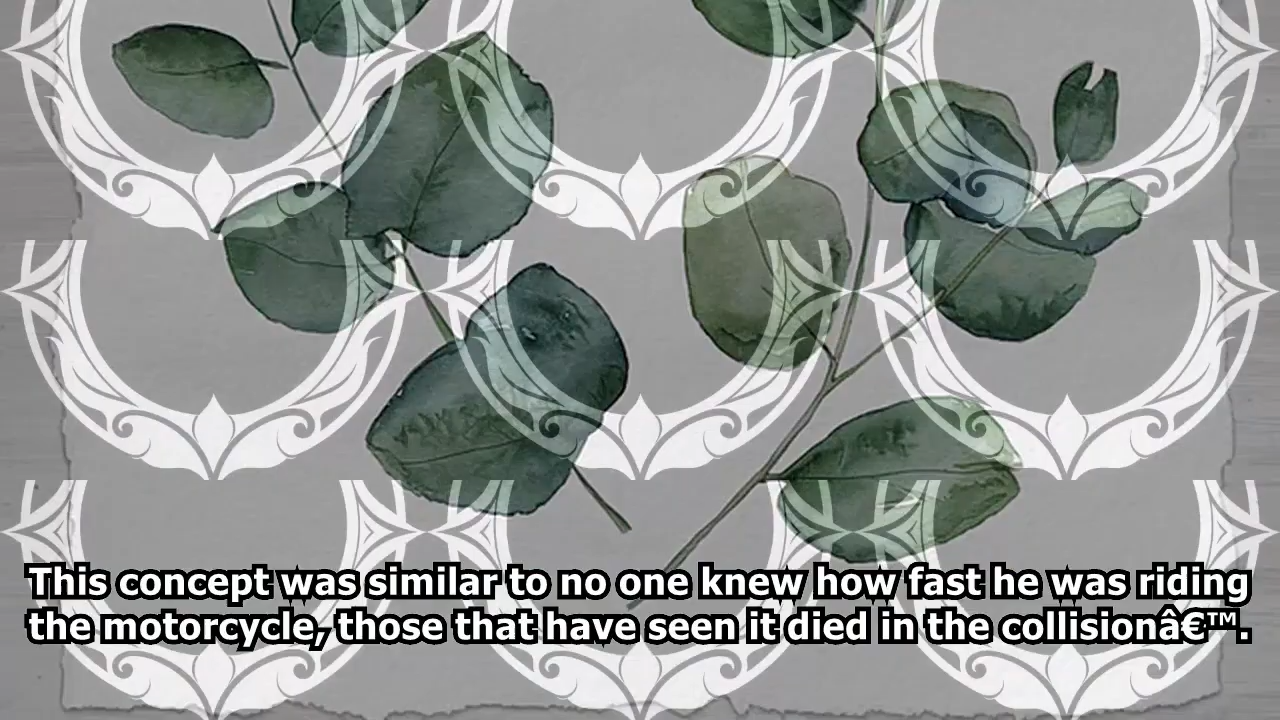 This concept was similar to no one knew how fast he was riding
the motorcycle, those that have seen it died in the collisionâ€™.